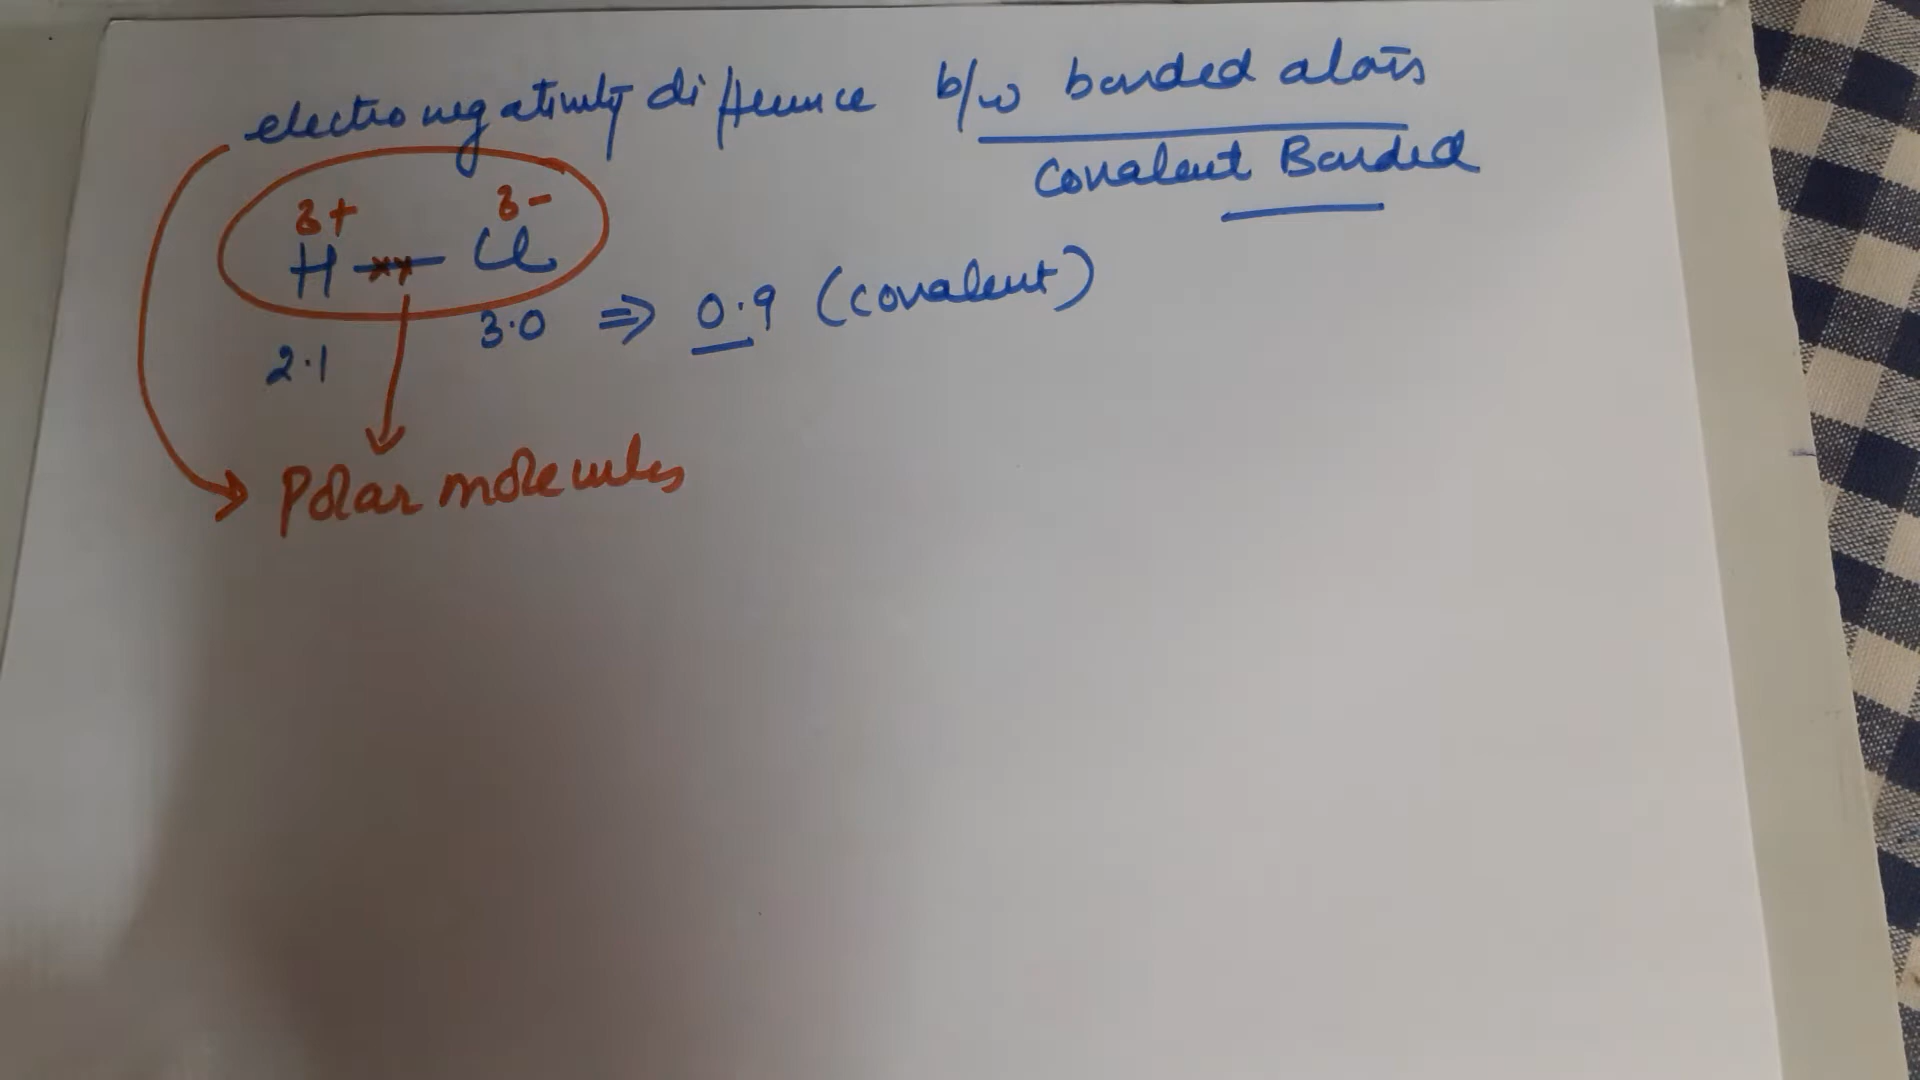 electronegativity difference b/w bonded atoms
Covalent Bonded
δ+ δ-
H — Cl
2.1 3.0 ⇒ 0.9 (covalent)
Polar molecules